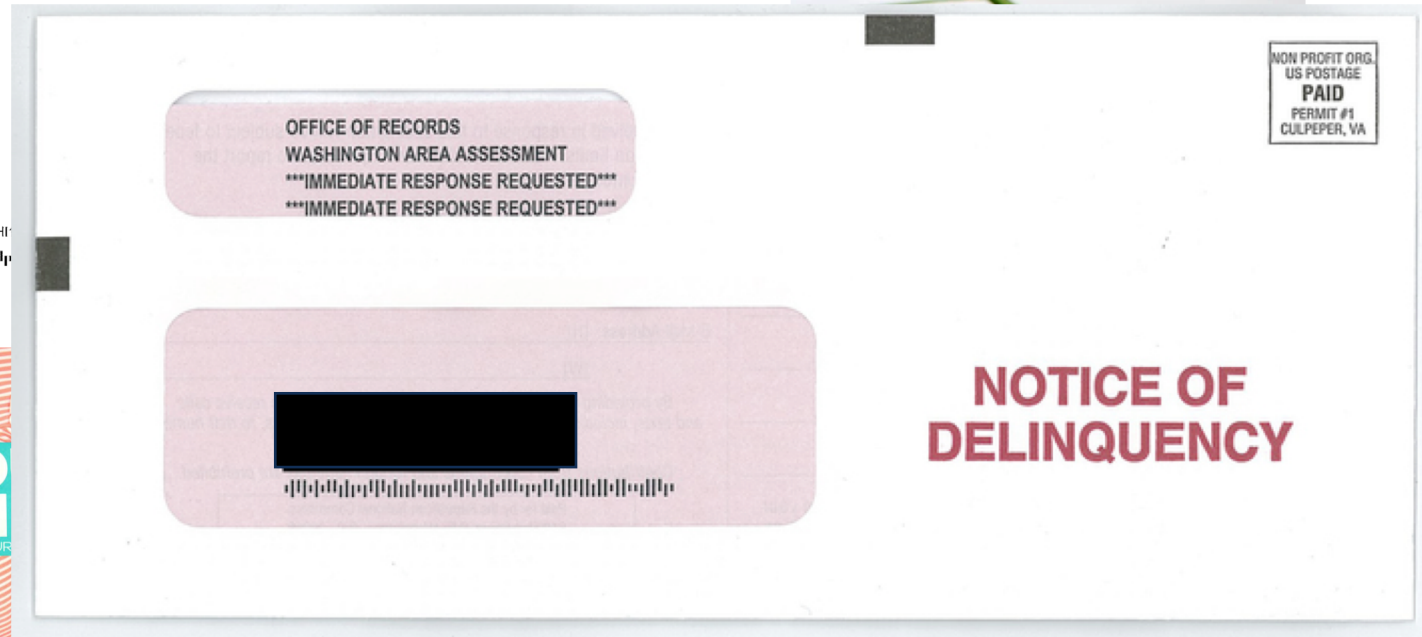 NON PROFIT ORG.
US POSTAGE
PAID
PERMIT #1
CULPEPER, VA
OFFICE OF RECORDS
WASHINGTON AREA ASSESSMENT
***IMMEDIATE RESPONSE REQUESTED***
***IMMEDIATE RESPONSE REQUESTED***
NOTICE OF
DELINQUENCY